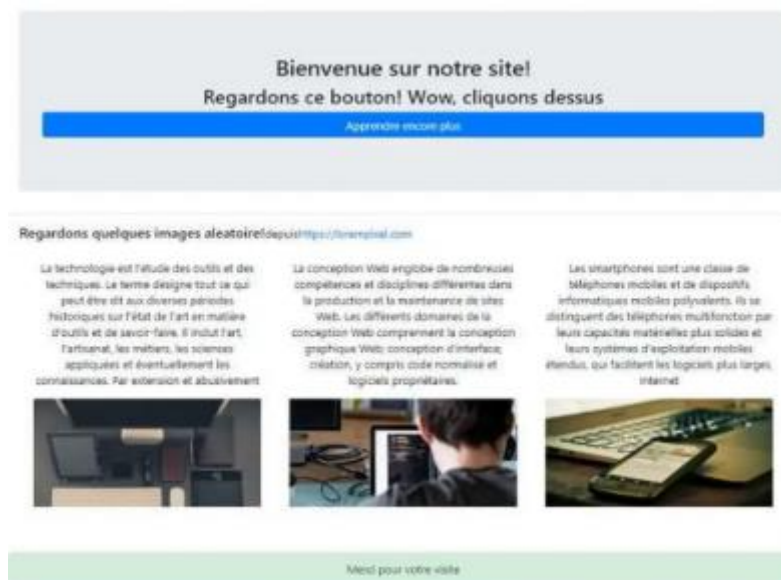 Bienvenue sur notre site!
Regardons ce bouton! Wow, cliquons dessus
Apprendre encore plus
Regardons quelques images aleatoire!depuis https://lorempixel.com
La technologie est l'étude des outils et des
techniques. Le terme désigne tout ce qui
peut être dit aux diverses périodes
historiques sur l'état de l'art en matière
d'outils et de savoir-faire. Il inclut l'art,
l'artisanat, les métiers, les sciences
appliquées et éventuellement les
connaissances. Par extension et abusivement
La conception Web englobe de nombreuses
compétences et disciplines différentes dans
la production et la maintenance de sites
Web. Les différents domaines de la
conception Web comprennent la conception
graphique Web; conception d'interface;
création, y compris code normalisé et
logiciels propriétaires.
Les smartphones sont une classe de
téléphones mobiles et de dispositifs
informatiques mobiles polyvalents. Ils se
distinguent des téléphones multifonction par
leurs capacités matérielles plus solides et
leurs systèmes d'exploitation mobiles
étendus, qui facilitent les logiciels plus larges,
internet
Merci pour votre visite